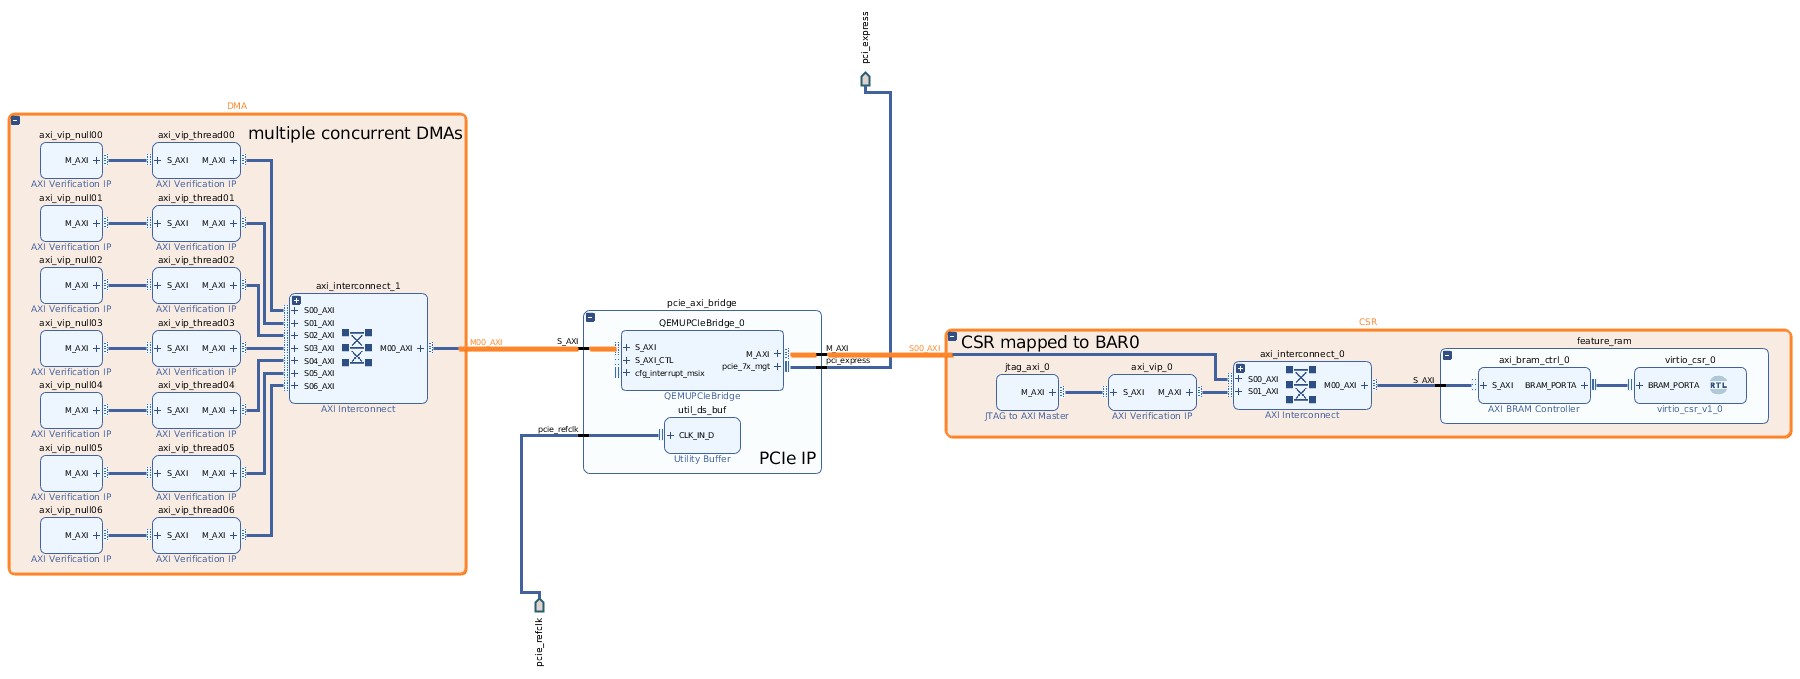 pci_express
DMA
multiple concurrent DMAs
axi_vip_null00
axi_vip_thread00
M_AXI
S_AXI M_AXI
AXI Verification IP
AXI Verification IP
axi_vip_null01
axi_vip_thread01
M_AXI
S_AXI M_AXI
AXI Verification IP
AXI Verification IP
axi_vip_null02
axi_vip_thread02
M_AXI
S_AXI M_AXI
AXI Verification IP
AXI Verification IP
axi_vip_null03
axi_vip_thread03
M_AXI
S_AXI M_AXI
AXI Verification IP
AXI Verification IP
axi_vip_null04
axi_vip_thread04
M_AXI
S_AXI M_AXI
AXI Verification IP
AXI Verification IP
axi_vip_null05
axi_vip_thread05
M_AXI
S_AXI M_AXI
AXI Verification IP
AXI Verification IP
axi_vip_null06
axi_vip_thread06
M_AXI
S_AXI M_AXI
AXI Verification IP
AXI Verification IP
axi_interconnect_1
S00_AXI
S01_AXI
S02_AXI
S03_AXI
S04_AXI
S05_AXI
S06_AXI
M00_AXI
AXI Interconnect
M00_AXI
S_AXI
pcie_axi_bridge
QEMUPCIeBridge_0
S_AXI
S_AXI_CTL
cfg_interrupt_msix
M_AXI
pcie_7x_mgt
QEMUPCIeBridge
util_ds_buf
CLK_IN_D
Utility Buffer
PCIe IP
pcie_refclk
pcie_refclk
M_AXI
pci_express
S00_AXI
CSR
CSR mapped to BAR0
jtag_axi_0
M_AXI
JTAG to AXI Master
axi_vip_0
S_AXI M_AXI
AXI Verification IP
axi_interconnect_0
S00_AXI
S01_AXI
M00_AXI
AXI Interconnect
S_AXI
feature_ram
axi_bram_ctrl_0
S_AXI BRAM_PORTA
AXI BRAM Controller
virtio_csr_0
BRAM_PORTA
RTL
virtio_csr_v1_0